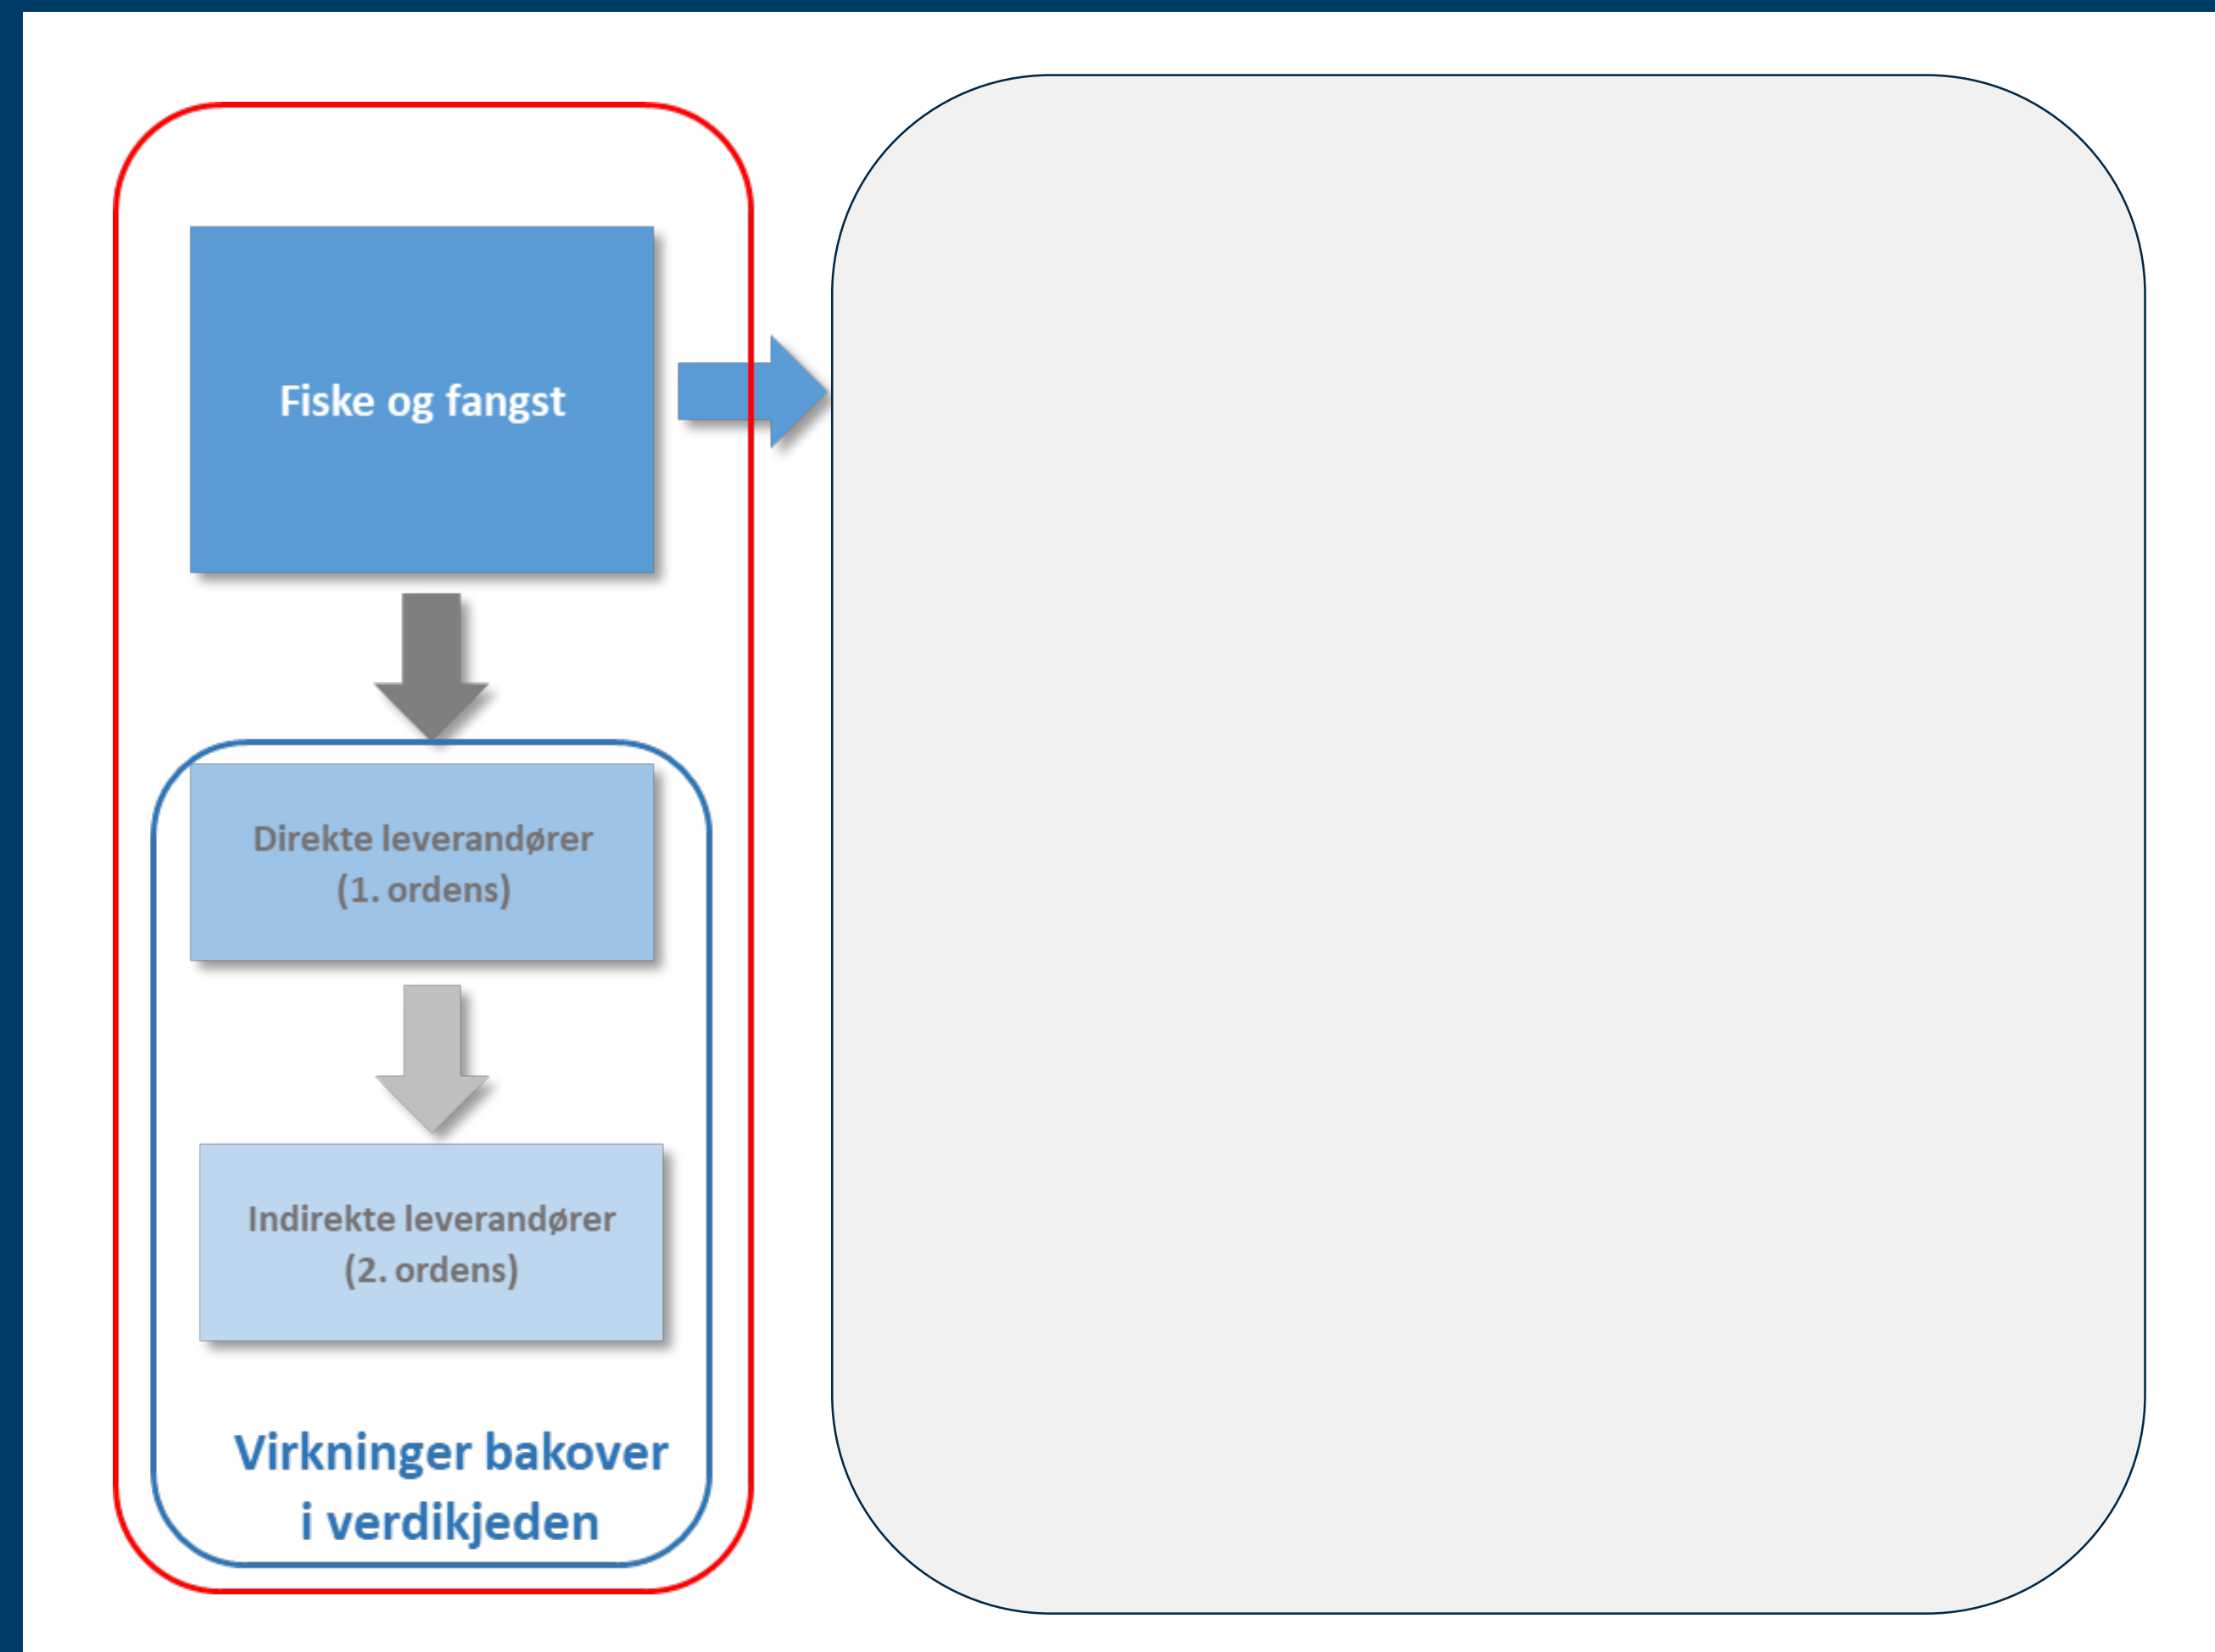 Fiske og fangst
Direkte leverandører
(1. ordens)
Indirekte leverandører
(2. ordens)
Virkninger bakover
i verdikjeden